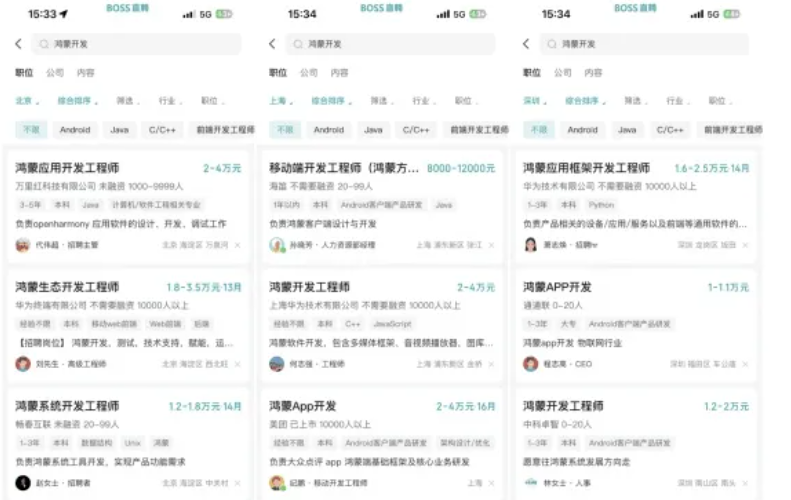 15:33
BOSS直聘
5G
鸿蒙开发
职位 公司 内容
北京 综合排序 筛选 行业 职位
不限 Android Java C/C++ 前端开发工程师
鸿蒙应用开发工程师 2-4万元
万里红科技有限公司 未融资 1000-9999人
3-5年 本科 Java 计算机/软件工程相关专业
负责openharmony 应用软件的设计、开发、调试工作
代伟超·招聘主管 北京 海淀区 万泉河
鸿蒙生态开发工程师 1.8-3.5万元·13月
华为终端有限公司 不需要融资 10000人以上
经验不限 本科 移动web前端 Web前端 后端
【招聘岗位】 鸿蒙开发、测试、技术支持、赋能、运...
刘先生·高级工程师 北京 海淀区 西北旺
鸿蒙系统开发工程师 1.2-1.8万元·14月
畅春互联 未融资 20-99人
1-3年 本科 数据结构 Unix 鸿蒙
负责鸿蒙系统工具开发，实现产品功能需求
赵女士·招聘者 北京 海淀区 中关村
15:34
BOSS直聘
5G
鸿蒙开发
职位 公司 内容
上海 综合排序 筛选 行业 职位
不限 Android Java C/C++ 前端开发工程师
移动端开发工程师（鸿蒙方... 8000-12000元
海笛 不需要融资 20-99人
1年以内 本科 Android客户端产品研发 Java
负责鸿蒙客户端设计与开发
孙晓芳·人力资源部经理 上海 浦东新区 张江
鸿蒙开发工程师 2-4万元
上海华为技术有限公司 不需要融资 10000人以上
经验不限 本科 C++ JavaScript
鸿蒙软件开发，包含多媒体框架、音视频播放器、图库...
何志强·工程师 上海 浦东新区 金桥
鸿蒙App开发 2-4万元·16月
美团 已上市 10000人以上
经验不限 本科 Android客户端产品研发 架构设计/优化
负责大众点评 app 鸿蒙端基础框架及核心业务研发
纪鹏·移动开发工程师 上海
15:34
BOSS直聘
5G
鸿蒙开发
职位 公司 内容
深圳 综合排序 筛选 行业 职位
不限 Android Java C/C++ 前端开发工程师
鸿蒙应用框架开发工程师 1.6-2.5万元·14月
华为技术有限公司 不需要融资 10000人以上
1-3年 本科 Python
负责产品相关的设备/应用/服务以及前端等通用软件的...
萧志焕·招聘hr 深圳 龙岗区 坂田
鸿蒙APP开发 1-1.1万元
通通联 0-20人
1-3年 大专 Android客户端产品研发
鸿蒙app开发 物联网行业
程志高·CEO 深圳 福田区 车公庙
鸿蒙开发工程师 1.2-2万元
中科卓智 0-20人
1-3年 本科 Android客户端产品研发
愿意往鸿蒙系统发展方向走
林女士·人事 深圳 南山区 南头